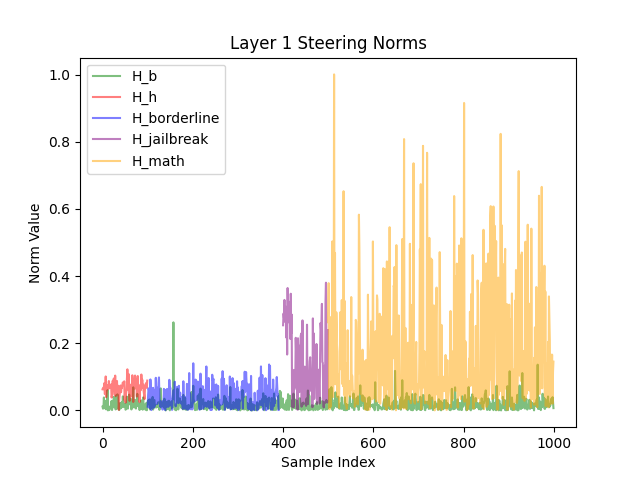 Layer 1 Steering Norms
H_b
H_h
H_borderline
H_jailbreak
H_math
1.0
0.8
0.6
0.4
0.2
0.0
Norm Value
0
200
400
600
800
1000
Sample Index